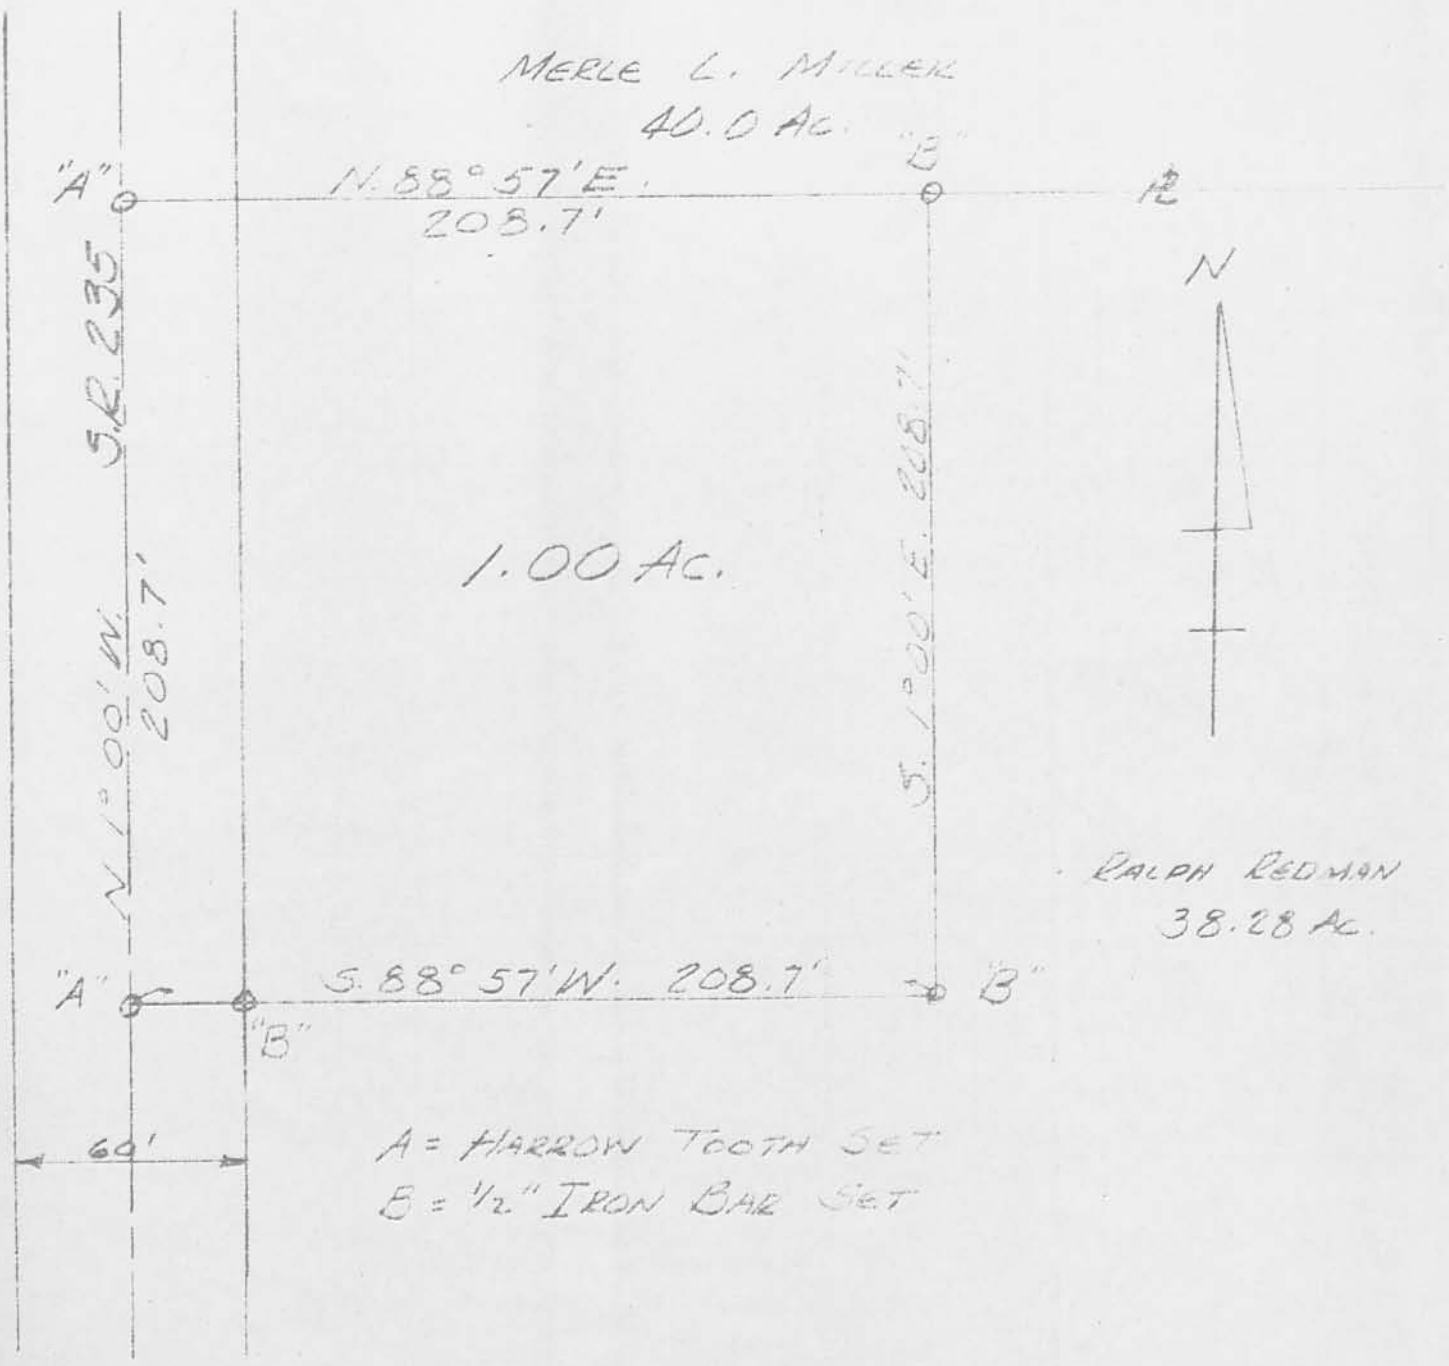 MERLE L. MILLER
40.0 AC.
"A"
N. 88° 57' E.
208.7'
"B"
PL
N
S.R. 235
N 1° 00' W.
208.7'
1.00 AC.
S. 1° 00' E. 208.7'
RALPH REDMAN
38.28 AC.
"A"
S. 88° 57' W. 208.7'
"B"
"B"
60'
A = HARROW TOOTH SET
B = 1/2" IRON BAR SET